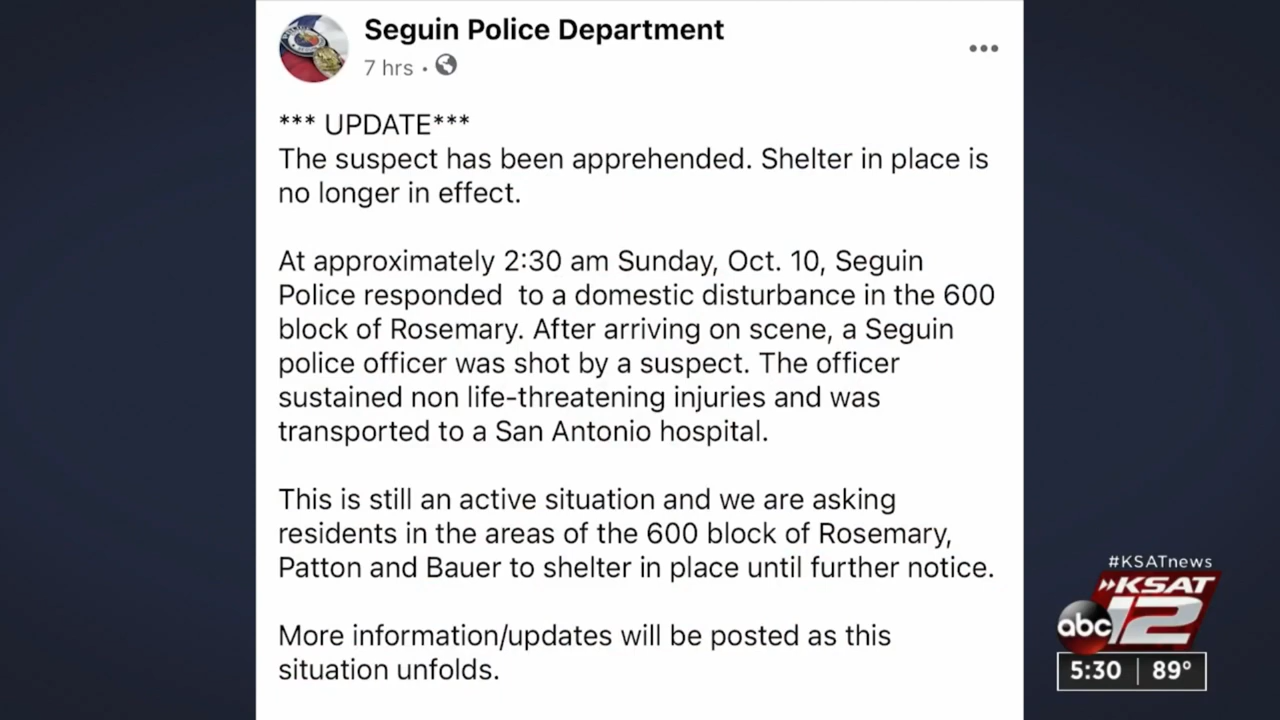 Seguin Police Department
7 hrs •
*** UPDATE***
The suspect has been apprehended. Shelter in place is
no longer in effect.
At approximately 2:30 am Sunday, Oct. 10, Seguin
Police responded  to a domestic disturbance in the 600
block of Rosemary. After arriving on scene, a Seguin
police officer was shot by a suspect. The officer
sustained non life-threatening injuries and was
transported to a San Antonio hospital.
This is still an active situation and we are asking
residents in the areas of the 600 block of Rosemary,
Patton and Bauer to shelter in place until further notice.
More information/updates will be posted as this
situation unfolds.
#KSATnews
KSAT
abc 12
5:30 | 89°